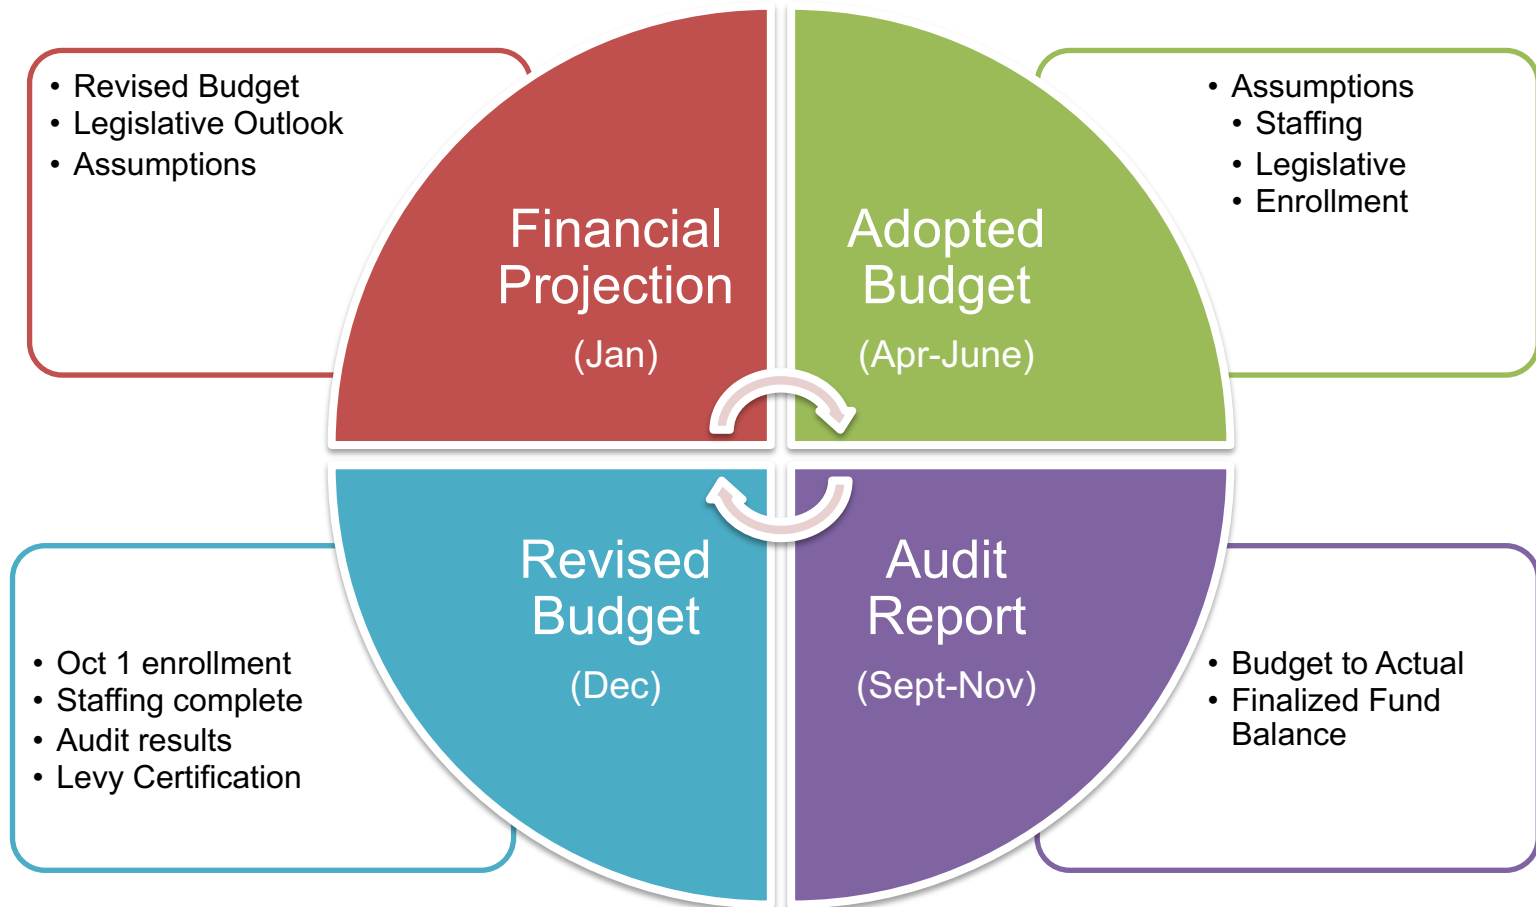 • Revised Budget
• Legislative Outlook
• Assumptions
Financial
Projection
(Jan)
Adopted
Budget
(Apr-June)
• Assumptions
• Staffing
• Legislative
• Enrollment
• Oct 1 enrollment
• Staffing complete
• Audit results
• Levy Certification
Revised
Budget
(Dec)
Audit
Report
(Sept-Nov)
• Budget to Actual
• Finalized Fund
Balance